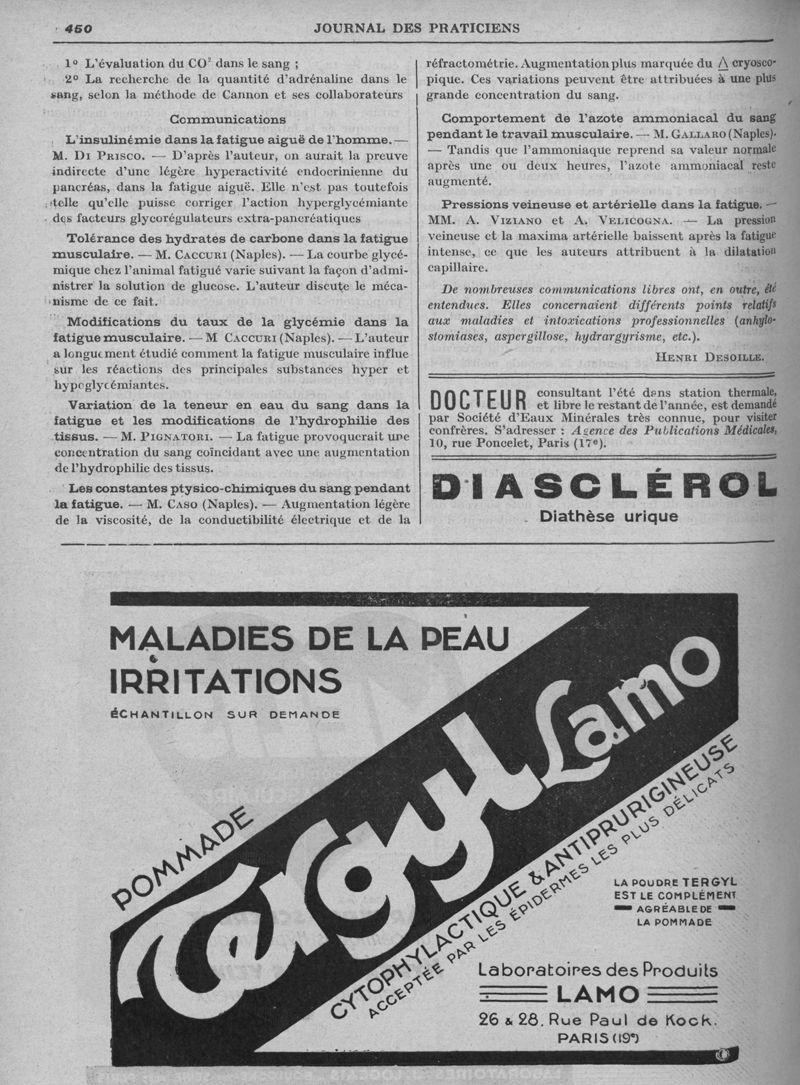 450
JOURNAL DES PRATICIENS
1º L'évaluation du CO² dans le sang ;
2º La recherche de la quantité d'adrénaline dans le
sang, selon la méthode de Cannon et ses collaborateurs
Communications
L'insulinémie dans la fatigue aiguë de l'homme. —
M. DI PRISCO. — D'après l'auteur, on aurait la preuve
indirecte d'une légère hyperactivité endocrinienne du
pancréas, dans la fatigue aiguë. Elle n'est pas toutefois
telle qu'elle puisse corriger l'action hyperglycémiante
des facteurs glycorégulateurs extra-pancréatiques
Tolérance des hydrates de carbone dans la fatigue
musculaire. — M. CACCURI (Naples). — La courbe glycé-
mique chez l'animal fatigué varie suivant la façon d'admi-
nistrer la solution de glucose. L'auteur discute le méca-
nisme de ce fait.
Modifications du taux de la glycémie dans la
fatigue musculaire. — M CACCURI (Naples). — L'auteur
a longuement étudié comment la fatigue musculaire influe
sur les réactions des principales substances hyper et
hypoglycémiantes.
Variation de la teneur en eau du sang dans la
fatigue et les modifications de l'hydrophilie des
tissus. — M. PIGNATORI. — La fatigue provoquerait une
concentration du sang coïncidant avec une augmentation
de l'hydrophilie des tissus.
Les constantes ptysico-chimiques du sang pendant
la fatigue. — M. CASO (Naples). — Augmentation légère
de la viscosité, de la conductibilité électrique et de la
réfractométrie. Augmentation plus marquée du Δ cryosco-
pique. Ces variations peuvent être attribuées à une plus
grande concentration du sang.
Comportement de l'azote ammoniacal du sang
pendant le travail musculaire. — M. GALLARO (Naples).
— Tandis que l'ammoniaque reprend sa valeur normale
après une ou deux heures, l'azote ammoniacal reste
augmenté.
Pressions veineuse et artérielle dans la fatigue. —
MM. A. VIZIANO et A. VELICOGNA. — La pression
veineuse et la maxima artérielle baissent après la fatigue
intense, ce que les auteurs attribuent à la dilatation
capillaire.
De nombreuses communications libres ont, en outre, été
entendues. Elles concernaient différents points relatifs
aux maladies et intoxications professionnelles (ankylo-
stomiases, aspergillose, hydrargyrisme, etc.).
HENRI DESOILLE.
DOCTEUR consultant l'été dans station thermale,
et libre le restant de l'année, est demandé
par Société d'Eaux Minérales très connue, pour visiter
confrères. S'adresser : Agence des Publications Médicales,
10, rue Poncelet, Paris (17e).
DIASCLÉROL
Diathèse urique
MALADIES DE LA PEAU
IRRITATIONS
ÉCHANTILLON SUR DEMANDE
POMMADE
Tergyl Lamo
CYTOPHYLACTIQUE & ANTIPRURIGINEUSE
ACCEPTÉE PAR LES ÉPIDERMES LES PLUS DÉLICATS
LA POUDRE TERGYL
EST LE COMPLÉMENT
AGRÉABLE DE
LA POMMADE
Laboratoires des Produits
LAMO
26 & 28, Rue Paul de Kock.
PARIS (19e)